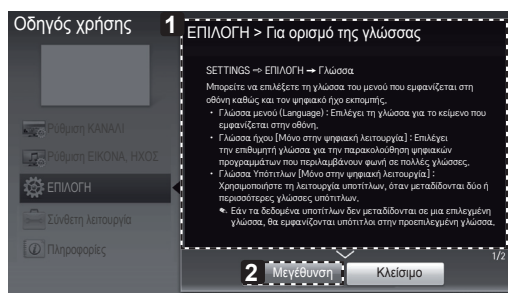 Οδηγός χρήσης
1
ΕΠΙΛΟΓΗ > Για ορισμό της γλώσσας
SETTINGS ➾ ΕΠΙΛΟΓΗ ➙ Γλώσσα
Μπορείτε να επιλέξετε τη γλώσσα του μενού που εμφανίζεται στη
οθόνη καθώς και τον ψηφιακό ήχο εκπομπής.
• Γλώσσα μενού (Language) : Επιλέγει τη γλώσσα για το κείμενο που
εμφανίζεται στην οθόνη.
• Γλώσσα ήχου [Μόνο στην ψηφιακή λειτουργία] : Επιλέγει
την επιθυμητή γλώσσα για την παρακολούθηση ψηφιακών
προγραμμάτων που περιλαμβάνουν φωνή σε πολλές γλώσσες.
• Γλώσσα Υπότιτλων [Μόνο στην ψηφιακή λειτουργία] :
Χρησιμοποιήστε τη λειτουργία υποτίτλων, όταν μεταδίδονται δύο ή
περισσότερες γλώσσες υπότιτλων.
Εάν τα δεδομένα υποτίτλων δεν μεταδίδονται σε μια επιλεγμένη
γλώσσα, θα εμφανίζονται υπότιτλοι στην προεπιλεγμένη γλώσσα.
Ρύθμιση ΚΑΝΑΛΙ
Ρύθμιση ΕΙΚΟΝΑ, ΗΧΟΣ
ΕΠΙΛΟΓΗ
Σύνθετη λειτουργία
Πληροφορίες
1/2
2
Μεγέθυνση
Κλείσιμο